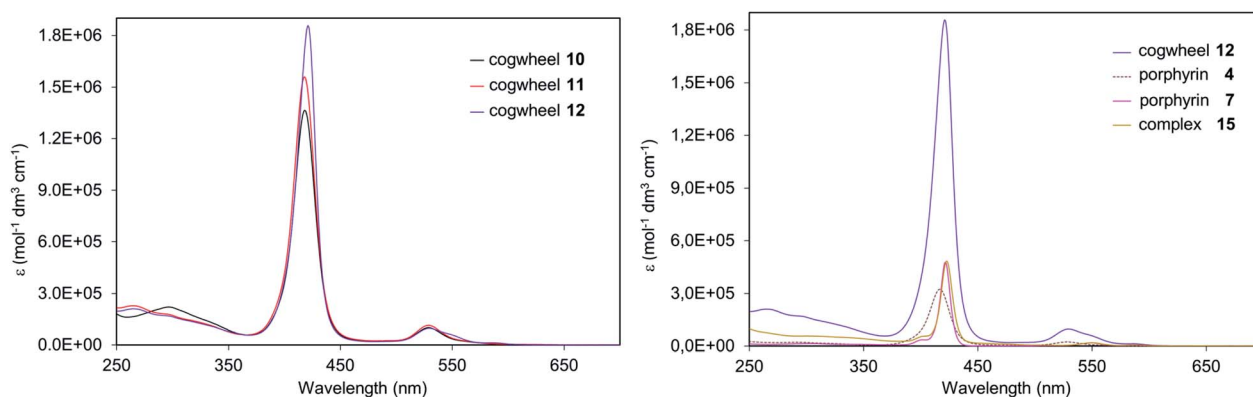 1.8E+06
1.5E+06
1.2E+06
9.0E+05
6.0E+05
3.0E+05
0.0E+00
ε (mol-1 dm3 cm-1)
250
350
450
550
650
Wavelength (nm)
cogwheel 10
cogwheel 11
cogwheel 12
1.8E+06
1.5E+06
1.2E+06
9,0E+05
6,0E+05
3,0E+05
0,0E+00
ε (mol-1 dm3 cm-1)
250
350
450
550
650
Wavelength (nm)
cogwheel 12
porphyrin 4
porphyrin 7
complex 15